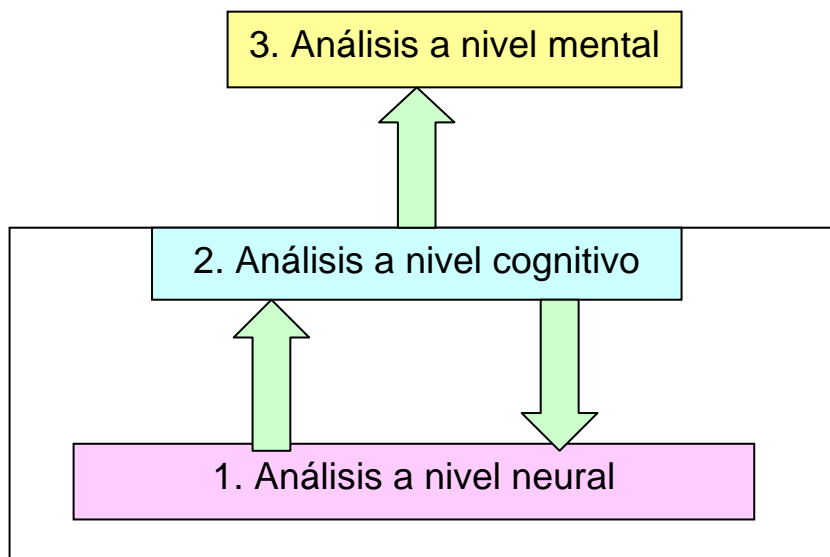 3. Análisis a nivel mental
2. Análisis a nivel cognitivo
1. Análisis a nivel neural